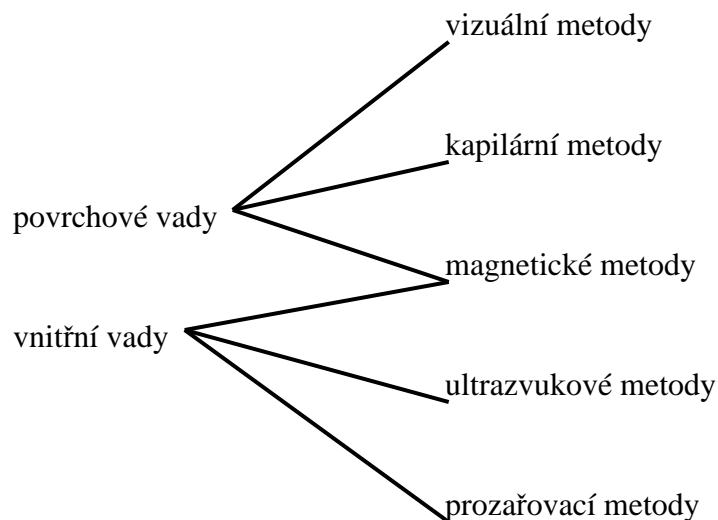 vizuální metody
kapilární metody
povrchové vady
magnetické metody
vnitřní vady
ultrazvukové metody
prozařovací metody